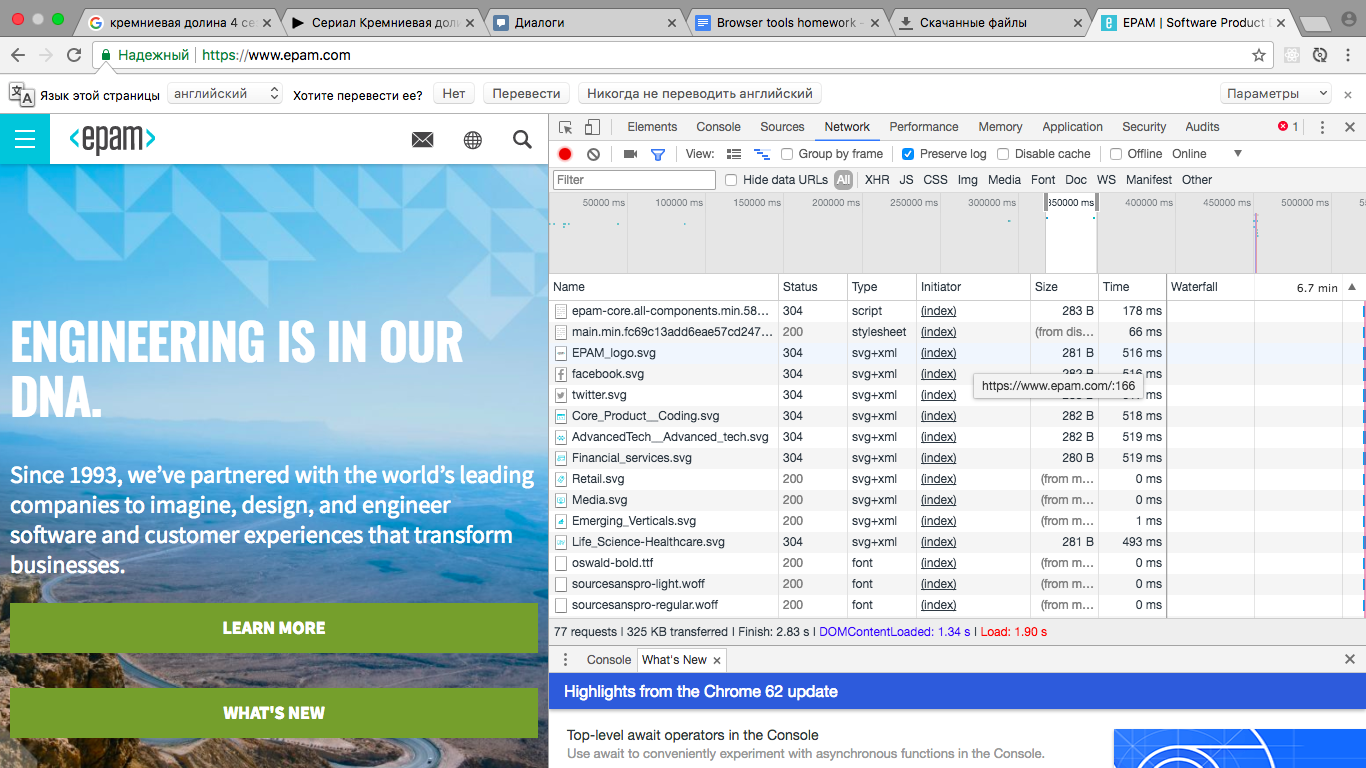 кремниевая долина 4 се
Сериал Кремниевая доли
Диалоги
Browser tools homework -
Скачанные файлы
EPAM | Software Product
Надежный https://www.epam.com
Язык этой страницы английский Хотите перевести ее? Нет Перевести Никогда не переводить английский Параметры
<epam>
Elements Console Sources Network Performance Memory Application Security Audits 1
View: Group by frame Preserve log Disable cache Offline Online
Filter Hide data URLs All XHR JS CSS Img Media Font Doc WS Manifest Other
50000 ms 100000 ms 150000 ms 200000 ms 250000 ms 300000 ms 350000 ms 400000 ms 450000 ms 500000 ms
Name Status Type Initiator Size Time Waterfall 6.7 min
epam-core.all-components.min.58... 304 script (index) 283 B 178 ms
main.min.fc69c13add6eae57cd247... 200 stylesheet (index) (from dis... 66 ms
EPAM_logo.svg 304 svg+xml (index) 281 B 516 ms
facebook.svg 304 svg+xml (index) 282 B 516 ms
https://www.epam.com/:166
twitter.svg 304 svg+xml (index)
Core_Product__Coding.svg 304 svg+xml (index) 282 B 518 ms
AdvancedTech__Advanced_tech.svg 304 svg+xml (index) 282 B 519 ms
Financial_services.svg 304 svg+xml (index) 280 B 519 ms
Retail.svg 200 svg+xml (index) (from m... 0 ms
Media.svg 200 svg+xml (index) (from m... 0 ms
Emerging_Verticals.svg 200 svg+xml (index) (from m... 1 ms
Life_Science-Healthcare.svg 304 svg+xml (index) 281 B 493 ms
oswald-bold.ttf 200 font (index) (from m... 0 ms
sourcesanspro-light.woff 200 font (index) (from m... 0 ms
sourcesanspro-regular.woff 200 font (index) (from m... 0 ms
77 requests | 325 KB transferred | Finish: 2.83 s | DOMContentLoaded: 1.34 s | Load: 1.90 s
Console What's New
Highlights from the Chrome 62 update
Top-level await operators in the Console
Use await to conveniently experiment with asynchronous functions in the Console.
ENGINEERING IS IN OUR
DNA.
Since 1993, we've partnered with the world's leading
companies to imagine, design, and engineer
software and customer experiences that transform
businesses.
LEARN MORE
WHAT'S NEW